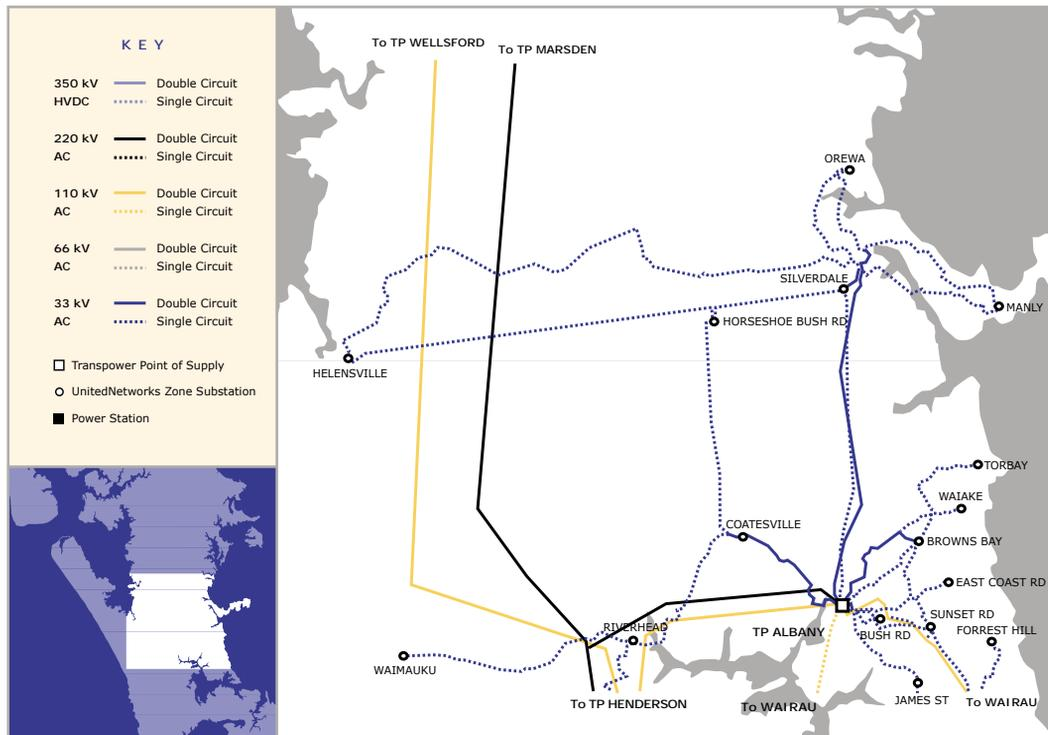 KEY
350 kV Double Circuit
HVDC Single Circuit
220 kV Double Circuit
AC Single Circuit
110 kV Double Circuit
AC Single Circuit
66 kV Double Circuit
AC Single Circuit
33 kV Double Circuit
AC Single Circuit
Transpower Point of Supply
UnitedNetworks Zone Substation
Power Station
To TP WELLSFORD
To TP MARSDEN
OREWA
SILVERDALE
MANLY
HORSESHOE BUSH RD
HELENSVILLE
TORBAY
WAIAKE
COATESVILLE
BROWNS BAY
EAST COAST RD
SUNSET RD
RIVERHEAD
TP ALBANY
BUSH RD
FORREST HILL
WAIMAUKU
To TP HENDERSON
To WAIRAU
JAMES ST
To WAIRAU